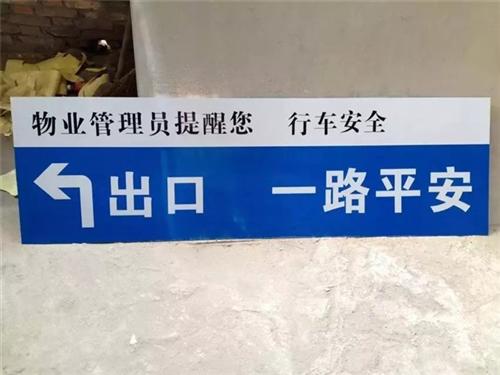 物业管理员提醒您 行车安全
出口 一路平安